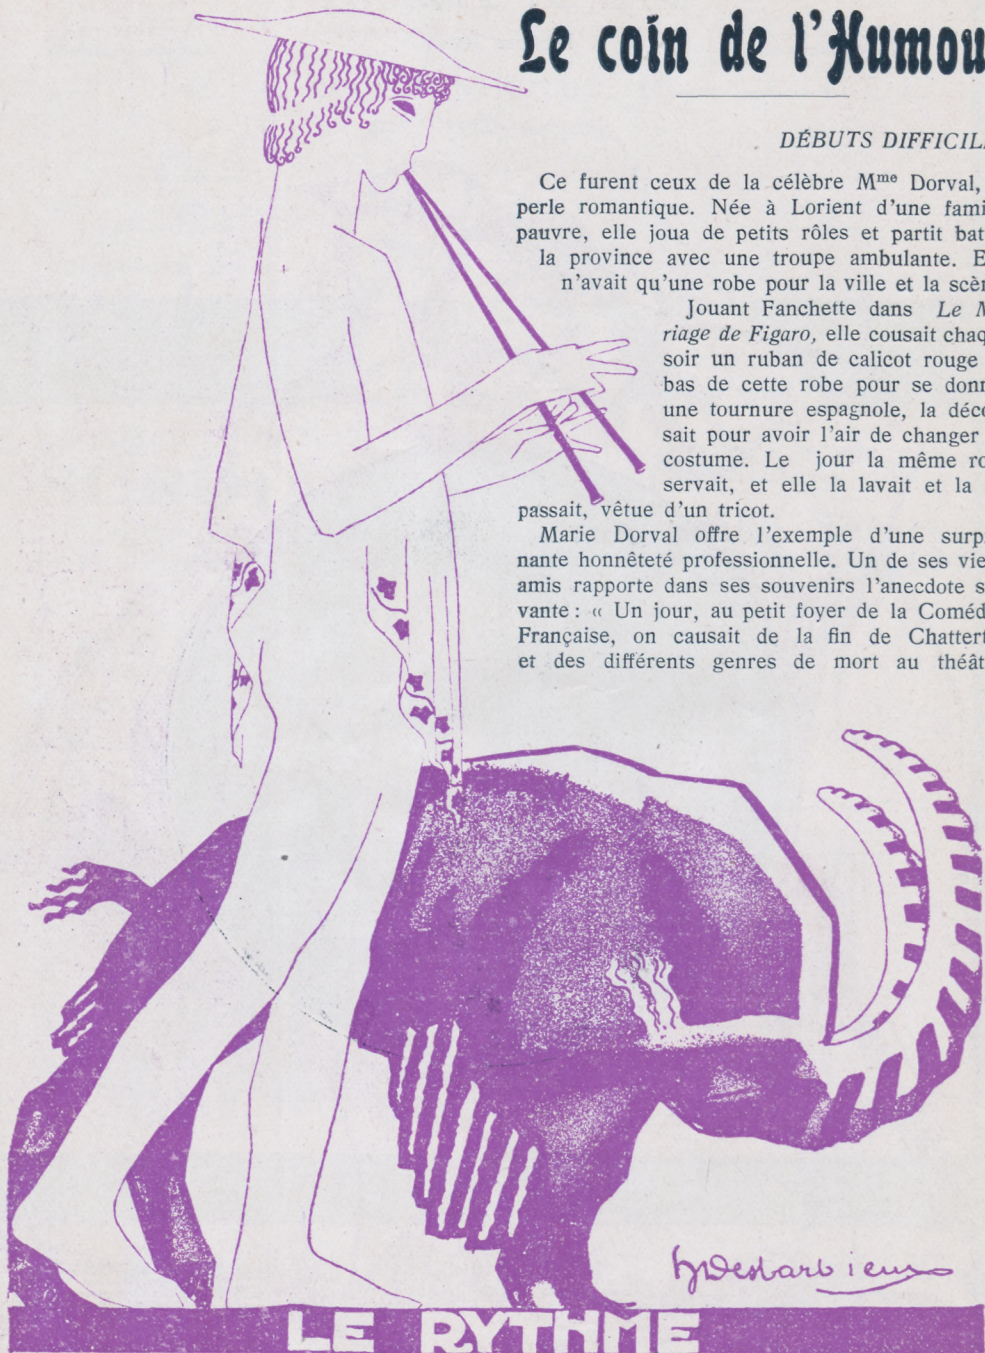 Le coin de l'Humou
DÉBUTS DIFFICIL
Ce furent ceux de la célèbre Mme Dorval,
perle romantique. Née à Lorient d'une fami
pauvre, elle joua de petits rôles et partit bat
la province avec une troupe ambulante. E
n'avait qu'une robe pour la ville et la scèn
Jouant Fanchette dans Le M
riage de Figaro, elle cousait chaq
soir un ruban de calicot rouge
bas de cette robe pour se donn
une tournure espagnole, la déco
sait pour avoir l'air de changer
costume. Le jour la même ro
servait, et elle la lavait et la
passait, vêtue d'un tricot.
Marie Dorval offre l'exemple d'une surp
nante honnêteté professionnelle. Un de ses vie
amis rapporte dans ses souvenirs l'anecdote s
vante : « Un jour, au petit foyer de la Coméd
Française, on causait de la fin de Chattert
et des différents genres de mort au théât
LE RYTHME